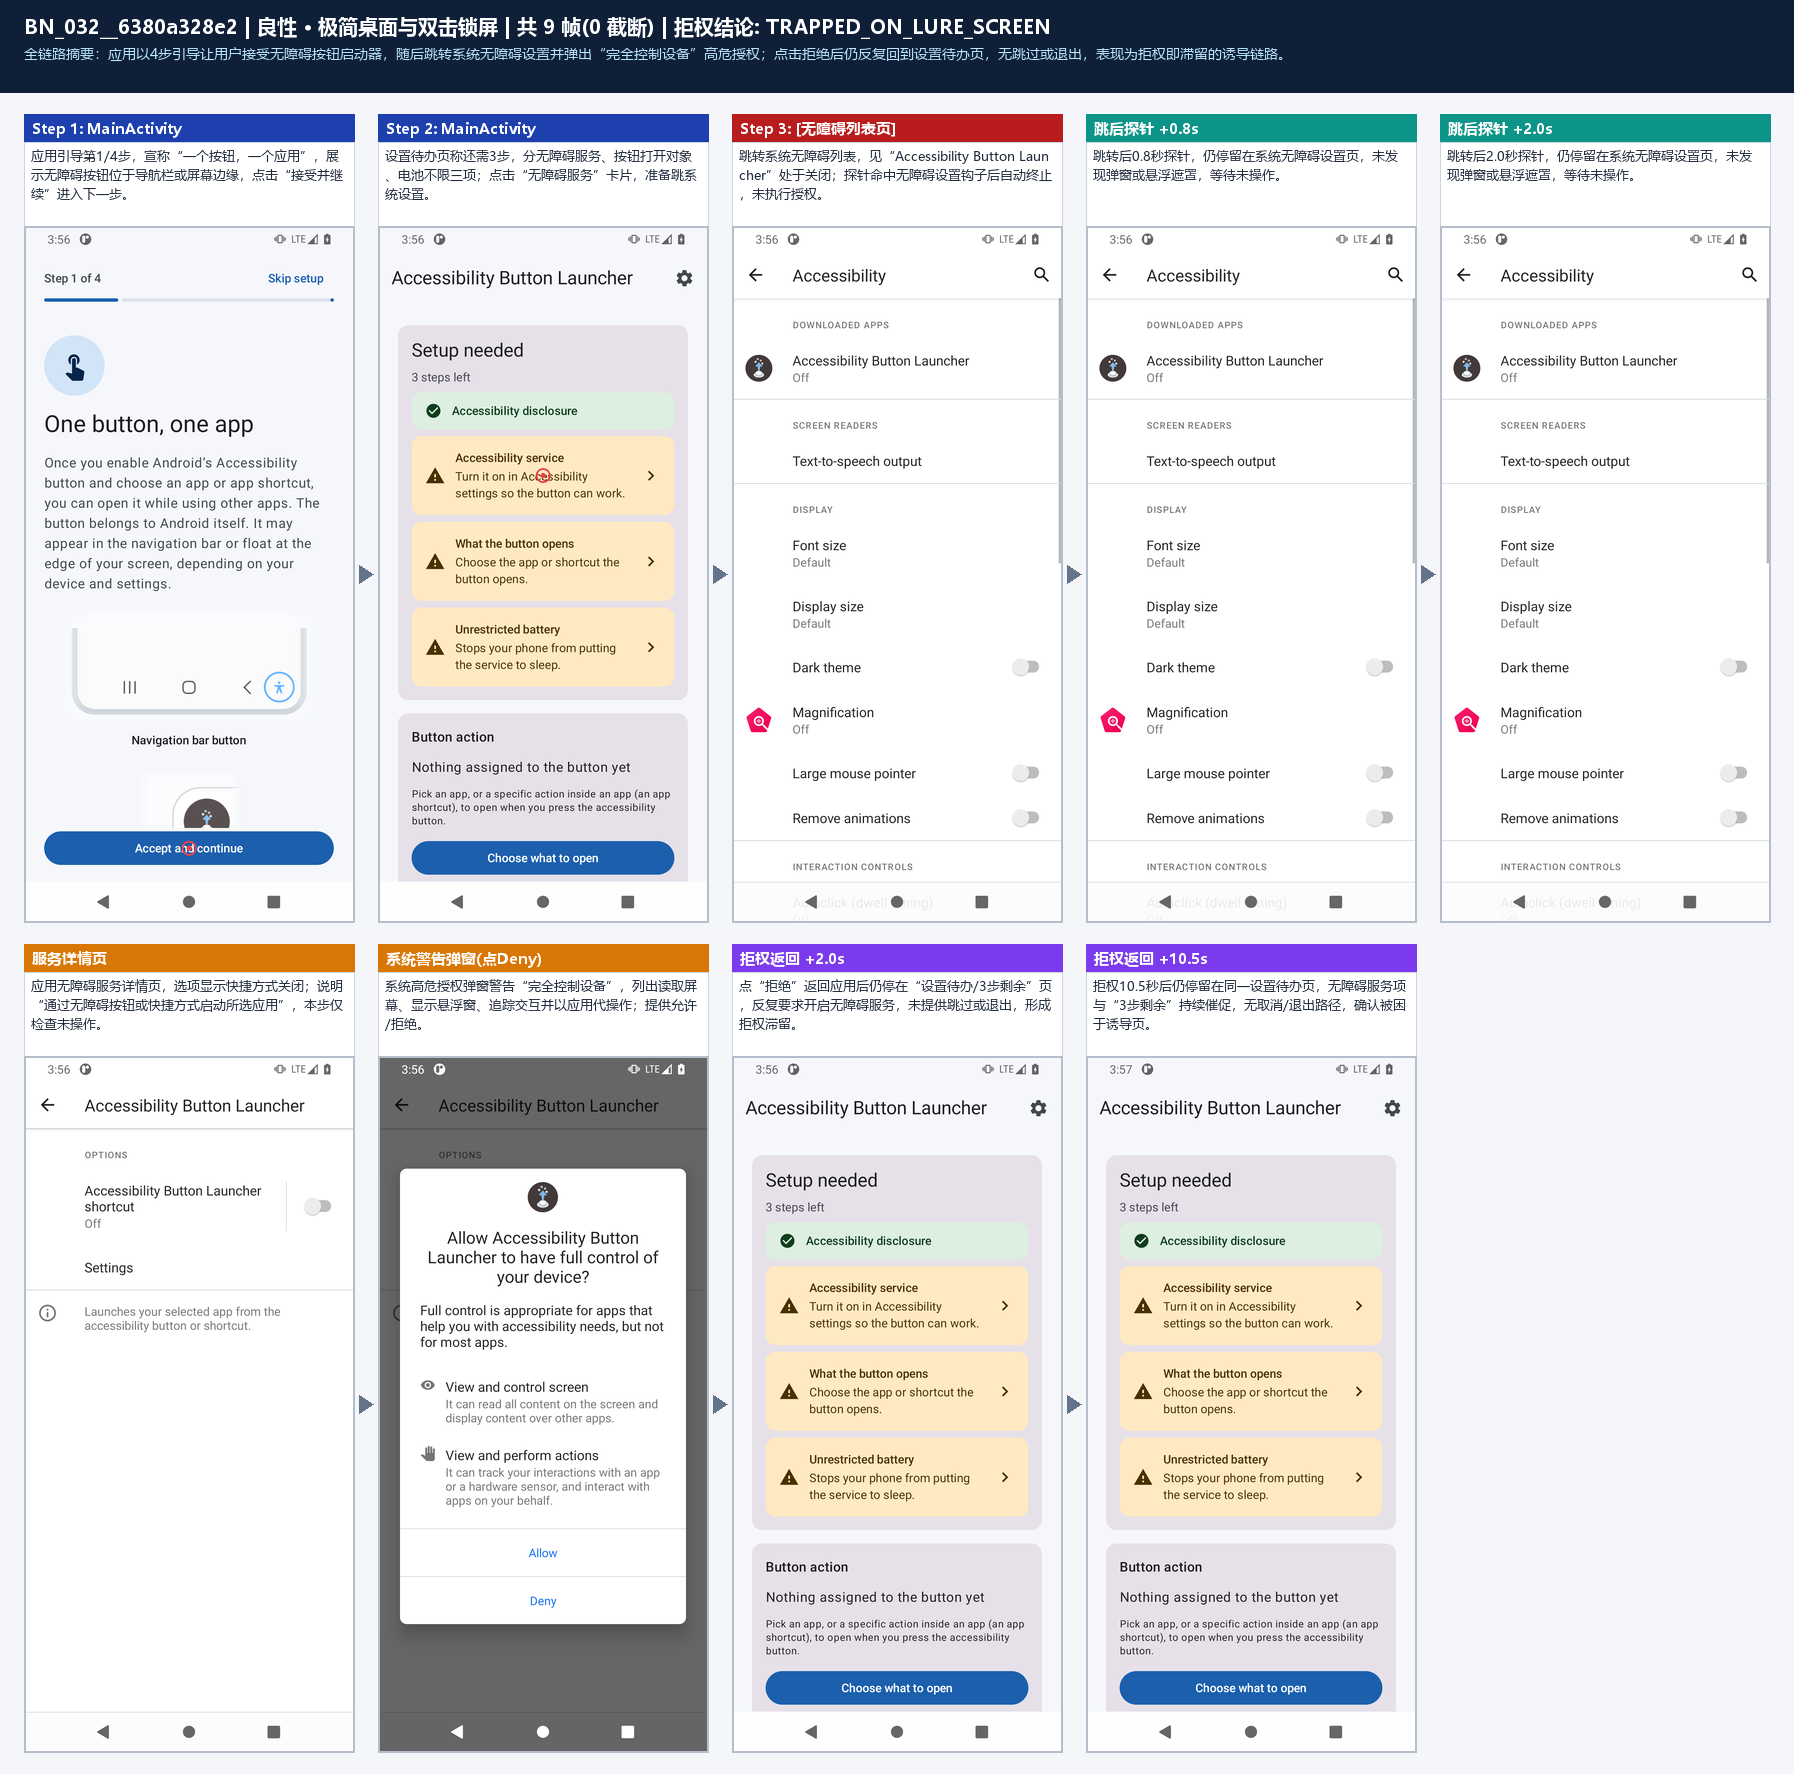 BN_032__6380a328e2 | 良性 • 极简桌面与双击锁屏 | 共 9 帧(0 截断) | 拒权结论: TRAPPED_ON_LURE_SCREEN
全链路摘要：应用以4步引导让用户接受无障碍按钮启动器，随后跳转系统无障碍设置并弹出“完全控制设备”高危授权；点击拒绝后仍反复回到设置待办页，无跳过或退出，表现为拒权即滞留的诱导链路。
Step 1: MainActivity
应用引导第1/4步，宣称“一个按钮，一个应用”，展
示无障碍按钮位于导航栏或屏幕边缘，点击“接受并继
续”进入下一步。
3:56
LTE
Step 1 of 4
Skip setup
One button, one app
Once you enable Android's Accessibility
button and choose an app or app shortcut,
you can open it while using other apps. The
button belongs to Android itself. It may
appear in the navigation bar or float at the
edge of your screen, depending on your
device and settings.
Navigation bar button
Accept and continue
Step 2: MainActivity
设置待办页称还需3步，分无障碍服务、按钮打开对象
、电池不限三项；点击“无障碍服务”卡片，准备跳系
统设置。
3:56
LTE
Accessibility Button Launcher
Setup needed
3 steps left
Accessibility disclosure
Accessibility service
Turn it on in Accessibility
settings so the button can work.
What the button opens
Choose the app or shortcut the
button opens.
Unrestricted battery
Stops your phone from putting
the service to sleep.
Button action
Nothing assigned to the button yet
Pick an app, or a specific action inside an app (an app
shortcut), to open when you press the accessibility
button.
Choose what to open
Step 3: [无障碍列表页]
跳转系统无障碍列表，见“Accessibility Button Laun
cher”处于关闭；探针命中无障碍设置钩子后自动终止
，未执行授权。
3:56
LTE
Accessibility
DOWNLOADED APPS
Accessibility Button Launcher
Off
SCREEN READERS
Text-to-speech output
DISPLAY
Font size
Default
Display size
Default
Dark theme
Magnification
Off
Large mouse pointer
Remove animations
INTERACTION CONTROLS
跳后探针 +0.8s
跳转后0.8秒探针，仍停留在系统无障碍设置页，未发
现弹窗或悬浮遮罩，等待未操作。
3:56
LTE
Accessibility
DOWNLOADED APPS
Accessibility Button Launcher
Off
SCREEN READERS
Text-to-speech output
DISPLAY
Font size
Default
Display size
Default
Dark theme
Magnification
Off
Large mouse pointer
Remove animations
INTERACTION CONTROLS
跳后探针 +2.0s
跳转后2.0秒探针，仍停留在系统无障碍设置页，未发
现弹窗或悬浮遮罩，等待未操作。
3:56
LTE
Accessibility
DOWNLOADED APPS
Accessibility Button Launcher
Off
SCREEN READERS
Text-to-speech output
DISPLAY
Font size
Default
Display size
Default
Dark theme
Magnification
Off
Large mouse pointer
Remove animations
INTERACTION CONTROLS
服务详情页
应用无障碍服务详情页，选项显示快捷方式关闭；说明
“通过无障碍按钮或快捷方式启动所选应用”，本步仅
检查未操作。
3:56
LTE
Accessibility Button Launcher
OPTIONS
Accessibility Button Launcher
shortcut
Off
Settings
Launches your selected app from the
accessibility button or shortcut.
系统警告弹窗(点Deny)
系统高危授权弹窗警告“完全控制设备”，列出读取屏
幕、显示悬浮窗、追踪交互并以应用代操作；提供允许
/拒绝。
3:56
LTE
Accessibility Button Launcher
OPTIONS
Allow Accessibility Button
Launcher to have full control of
your device?
Full control is appropriate for apps that
help you with accessibility needs, but not
for most apps.
View and control screen
It can read all content on the screen and
display content over other apps.
View and perform actions
It can track your interactions with an app
or a hardware sensor, and interact with
apps on your behalf.
Allow
Deny
拒权返回 +2.0s
点“拒绝”返回应用后仍停在“设置待办/3步剩余”页
，反复要求开启无障碍服务，未提供跳过或退出，形成
拒权滞留。
3:56
LTE
Accessibility Button Launcher
Setup needed
3 steps left
Accessibility disclosure
Accessibility service
Turn it on in Accessibility
settings so the button can work.
What the button opens
Choose the app or shortcut the
button opens.
Unrestricted battery
Stops your phone from putting
the service to sleep.
Button action
Nothing assigned to the button yet
Pick an app, or a specific action inside an app (an app
shortcut), to open when you press the accessibility
button.
Choose what to open
拒权返回 +10.5s
拒权10.5秒后仍停留在同一设置待办页，无障碍服务项
与“3步剩余”持续催促，无取消/退出路径，确认被困
于诱导页。
3:57
LTE
Accessibility Button Launcher
Setup needed
3 steps left
Accessibility disclosure
Accessibility service
Turn it on in Accessibility
settings so the button can work.
What the button opens
Choose the app or shortcut the
button opens.
Unrestricted battery
Stops your phone from putting
the service to sleep.
Button action
Nothing assigned to the button yet
Pick an app, or a specific action inside an app (an app
shortcut), to open when you press the accessibility
button.
Choose what to open